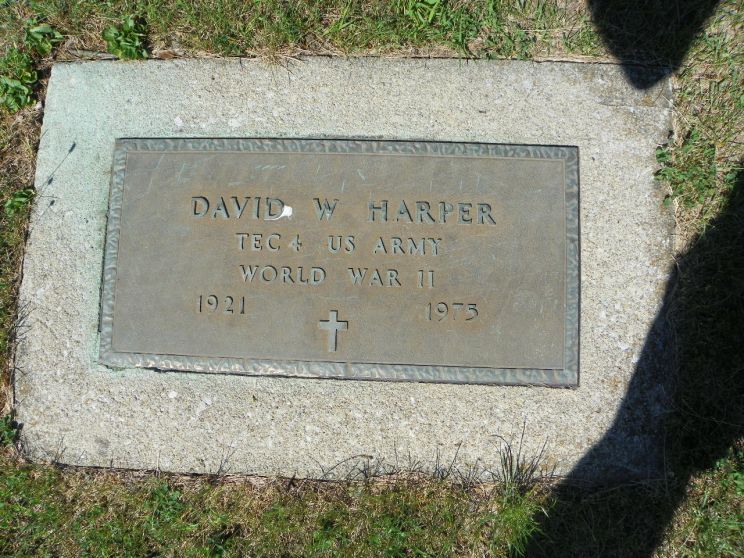 DAVID W HARPER
TEC 4 US ARMY
WORLD WAR II
1921 1975